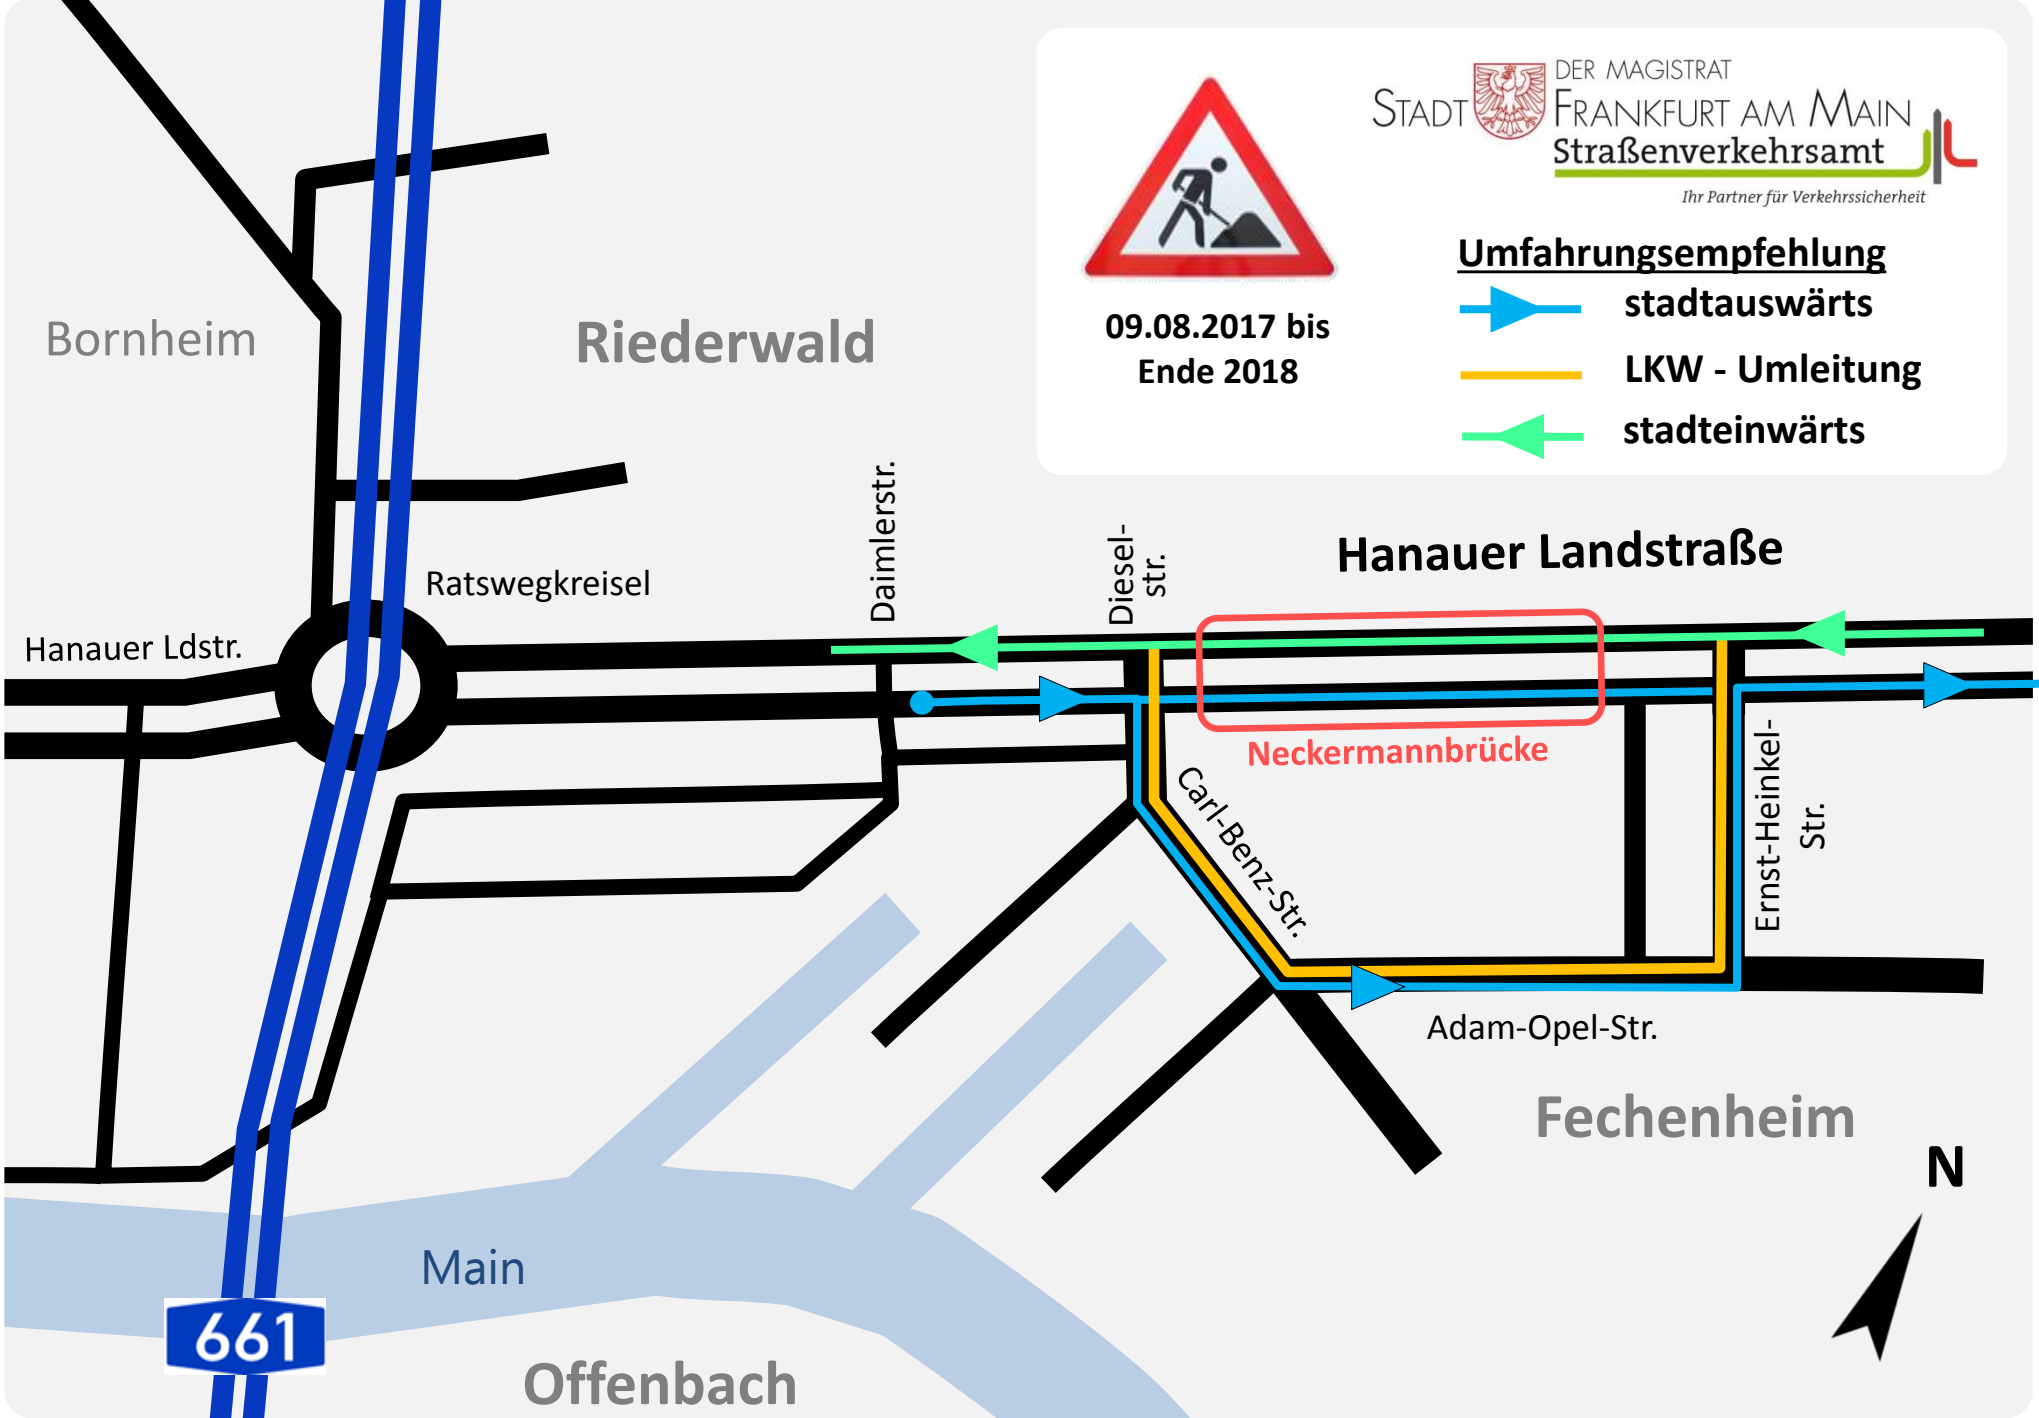 DER MAGISTRAT
STADT FRANKFURT AM MAIN
Straßenverkehrsamt
Ihr Partner für Verkehrssicherheit
Umfahrungsempfehlung
stadtauswärts
LKW - Umleitung
stadteinwärts
09.08.2017 bis
Ende 2018
Bornheim
Riederwald
Ratswegkreisel
Hanauer Ldstr.
Daimlerstr.
Diesel-
str.
Hanauer Landstraße
Neckermannbrücke
Carl-Benz-Str.
Ernst-Heinkel-
Str.
Adam-Opel-Str.
Fechenheim
N
Main
661
Offenbach